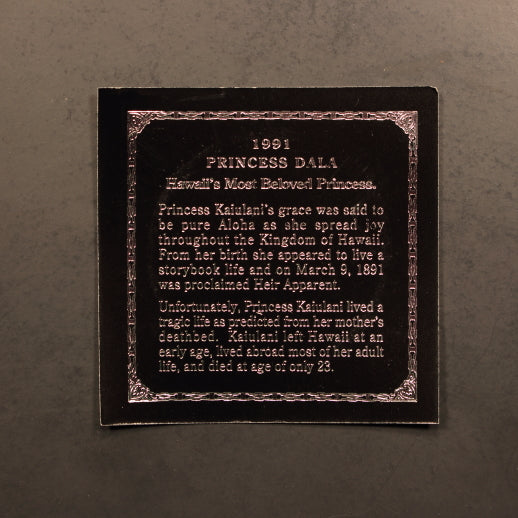 1991
PRINCESS DALA
Hawaii's Most Beloved Princess.
Princess Kaiulani's grace was said to
be pure Aloha as she spread joy
throughout the Kingdom of Hawaii.
From her birth she appeared to live a
storybook life and on March 9, 1891
was proclaimed Heir Apparent.
Unfortunately, Princess Kaiulani lived a
tragic life as predicted from her mother's
deathbed. Kaiulani left Hawaii at an
early age, lived abroad most of her adult
life, and died at age of only 23.